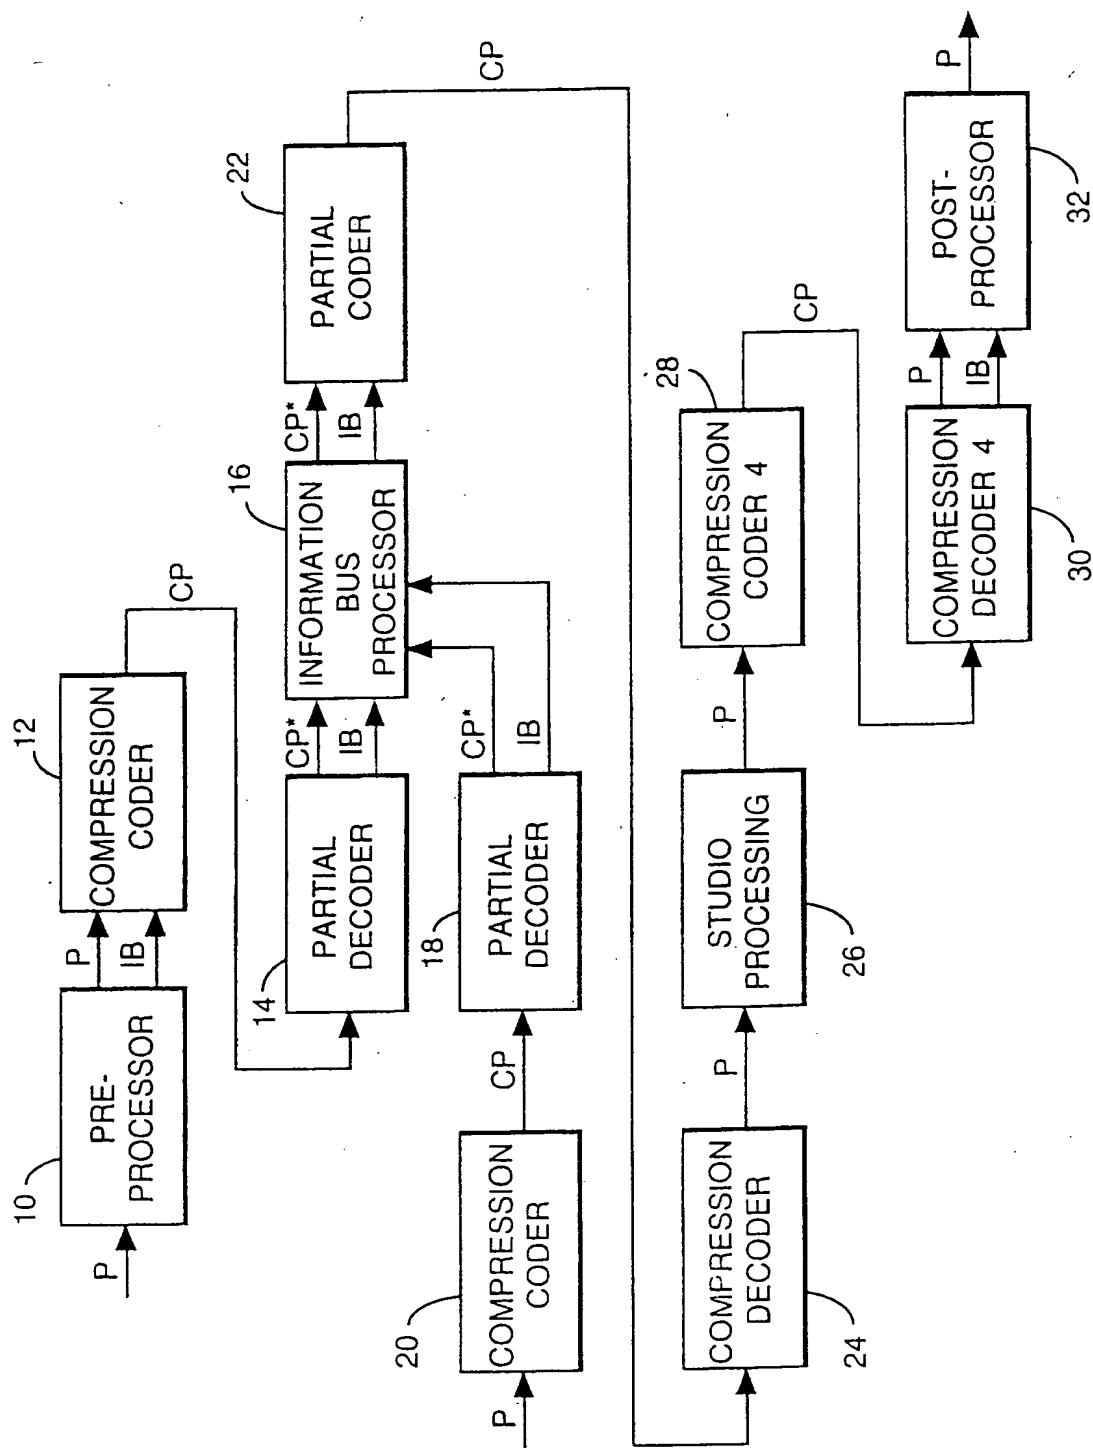 P
10
PRE-
PROCESSOR
P
IB
12
COMPRESSION
CODER
CP
14
PARTIAL
DECODER
CP*
IB
16
INFORMATION
BUS
PROCESSOR
CP*
IB
22
PARTIAL
CODER
CP
P
20
COMPRESSION
CODER
CP
18
PARTIAL
DECODER
CP*
IB
COMPRESSION
DECODER
24
P
STUDIO
PROCESSING
26
P
28
COMPRESSION
CODER 4
CP
COMPRESSION
DECODER 4
30
P
IB
POST-
PROCESSOR
32
P